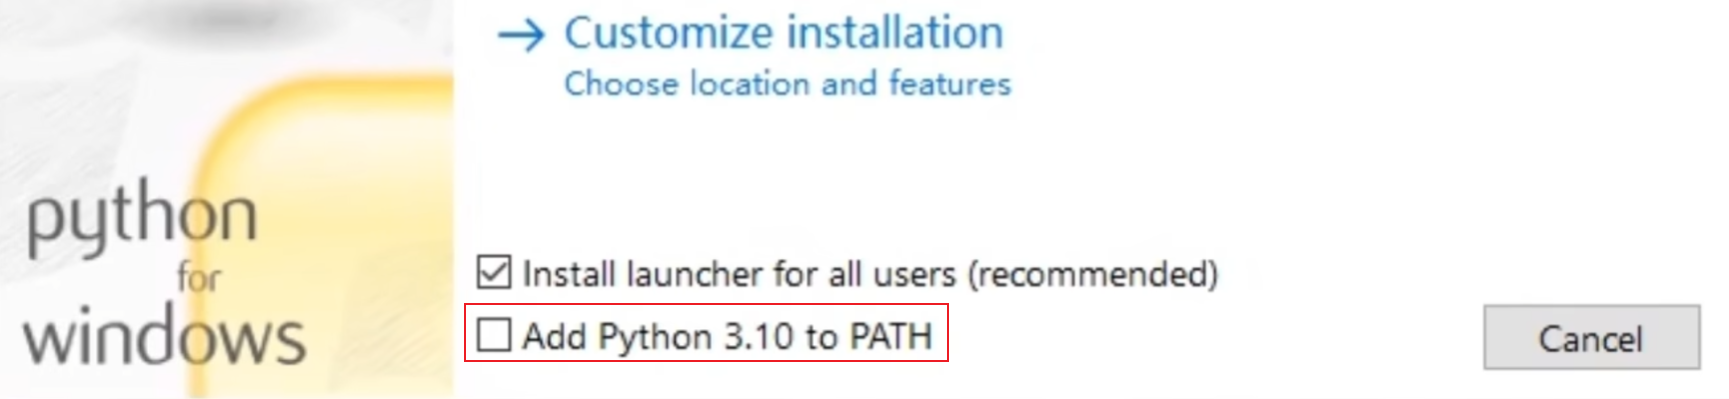 Customize installation
Choose location and features
python
for
windows
Install launcher for all users (recommended)
Add Python 3.10 to PATH
Cancel